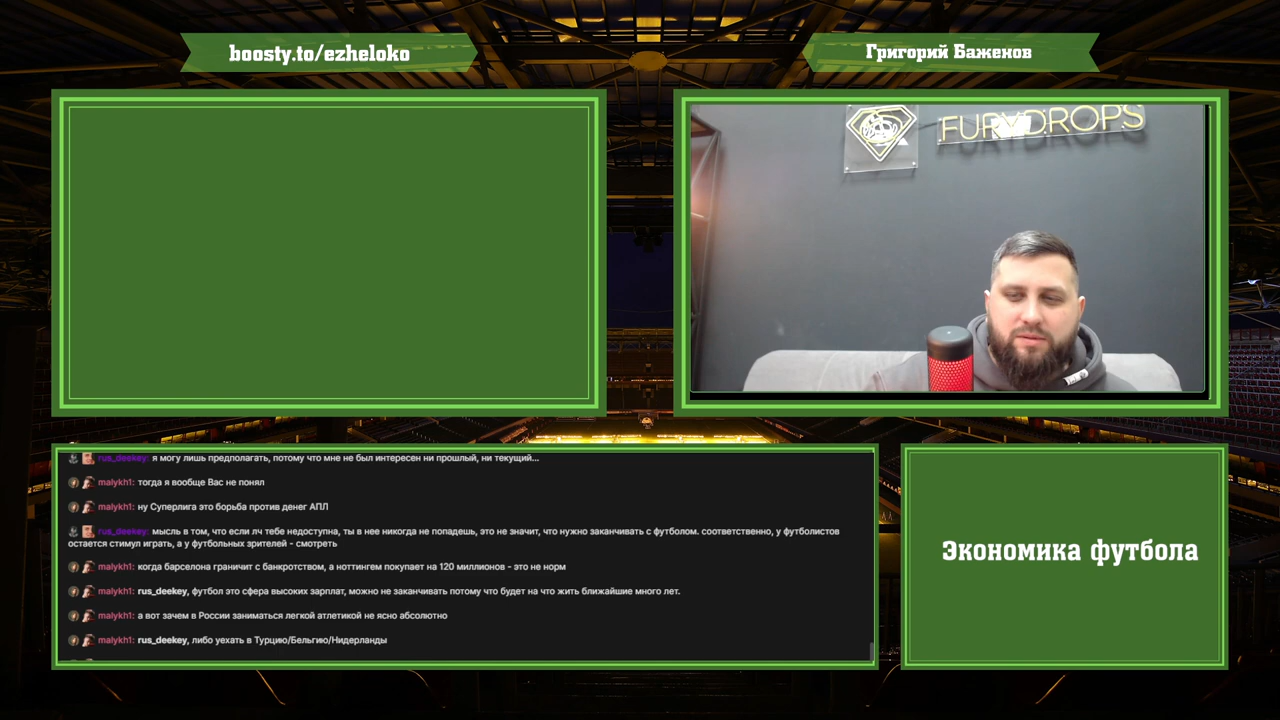 boosty.to/ezheloko
Григорий Баженов
FURYDROPS
rus_deekey: я могу лишь предполагать, потому что мне не был интересен ни прошлый, ни текущий...
malykh1: тогда я вообще Вас не понял
malykh1: ну Суперлига это борьба против денег АПЛ
rus_deekey: мысль в том, что если лч тебе недоступна, ты в нее никогда не попадешь, это не значит, что нужно заканчивать с футболом. соответственно, у футболистов
остается стимул играть, а у футбольных зрителей - смотреть
malykh1: когда барселона граничит с банкротством, а ноттингем покупает на 120 миллионов - это не норм
malykh1: rus_deekey, футбол это сфера высоких зарплат, можно не заканчивать потому что будет на что жить ближайшие много лет.
malykh1: а вот зачем в России заниматься легкой атлетикой не ясно абсолютно
malykh1: rus_deekey, либо уехать в Турцию/Бельгию/Нидерланды
Экономика футбола